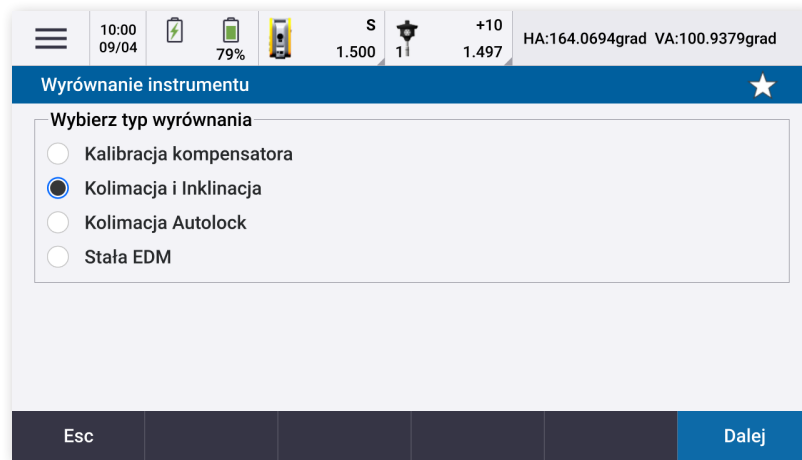 10:00
09/04
79%
S
1.500
1
+10
1.497
HA:164.0694grad VA:100.9379grad
Wyrównanie instrumentu
Wybierz typ wyrównania
Kalibracja kompensatora
Kolimacja i Inklinacja
Kolimacja Autolock
Stała EDM
Esc
Dalej